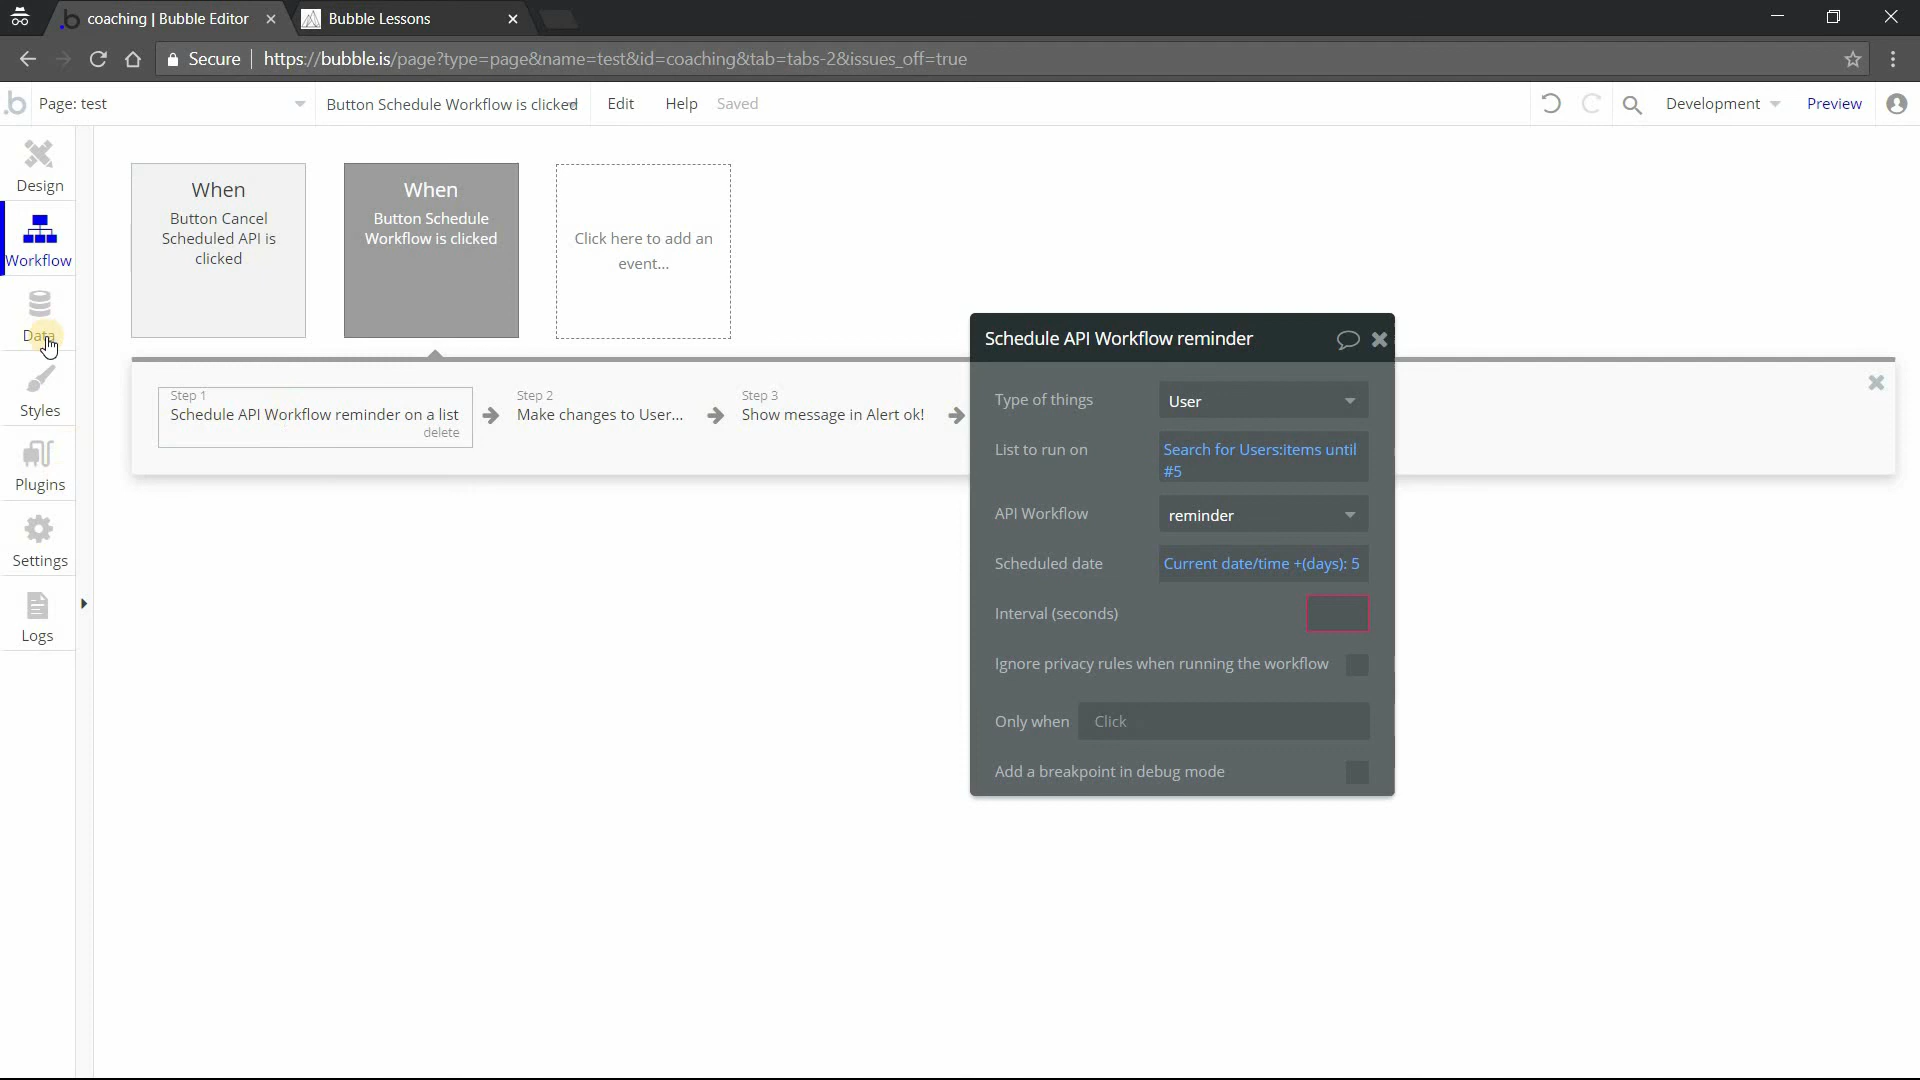 coaching | Bubble Editor
Bubble Lessons
Secure
https://bubble.is/page?type=page&name=test&id=coaching&tab=tabs-2&issues_off=true
Page: test
Button Schedule Workflow is clicked
Edit
Help
Saved
Development
Preview
Design
Workflow
Data
Styles
Plugins
Settings
Logs
When
Button Cancel
Scheduled API is
clicked
When
Button Schedule
Workflow is clicked
Click here to add an
event...
Step 1
Schedule API Workflow reminder on a list
delete
Step 2
Make changes to User...
Step 3
Show message in Alert ok!
Schedule API Workflow reminder
Type of things
User
List to run on
Search for Users:items until
#5
API Workflow
reminder
Scheduled date
Current date/time +(days): 5
Interval (seconds)
Ignore privacy rules when running the workflow
Only when
Click
Add a breakpoint in debug mode